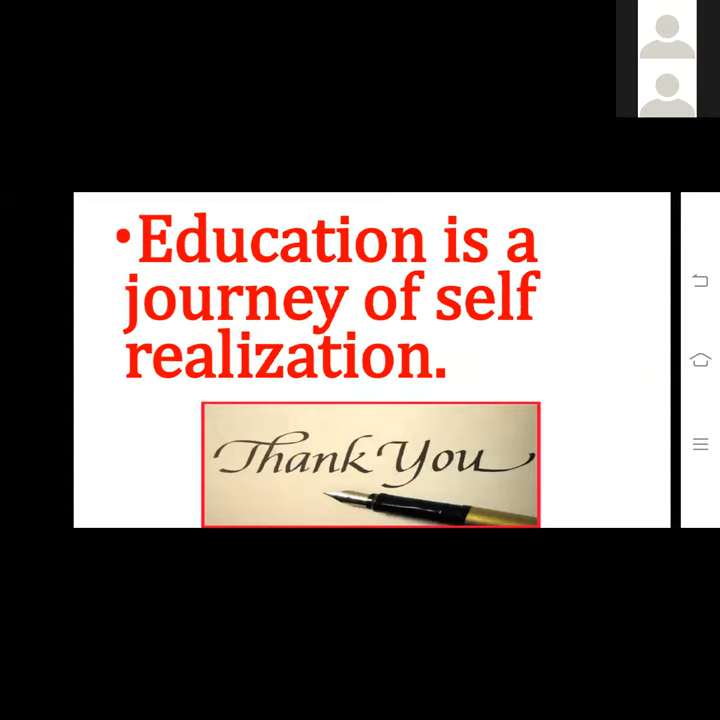 •Education is a
journey of self
realization.
Thank You